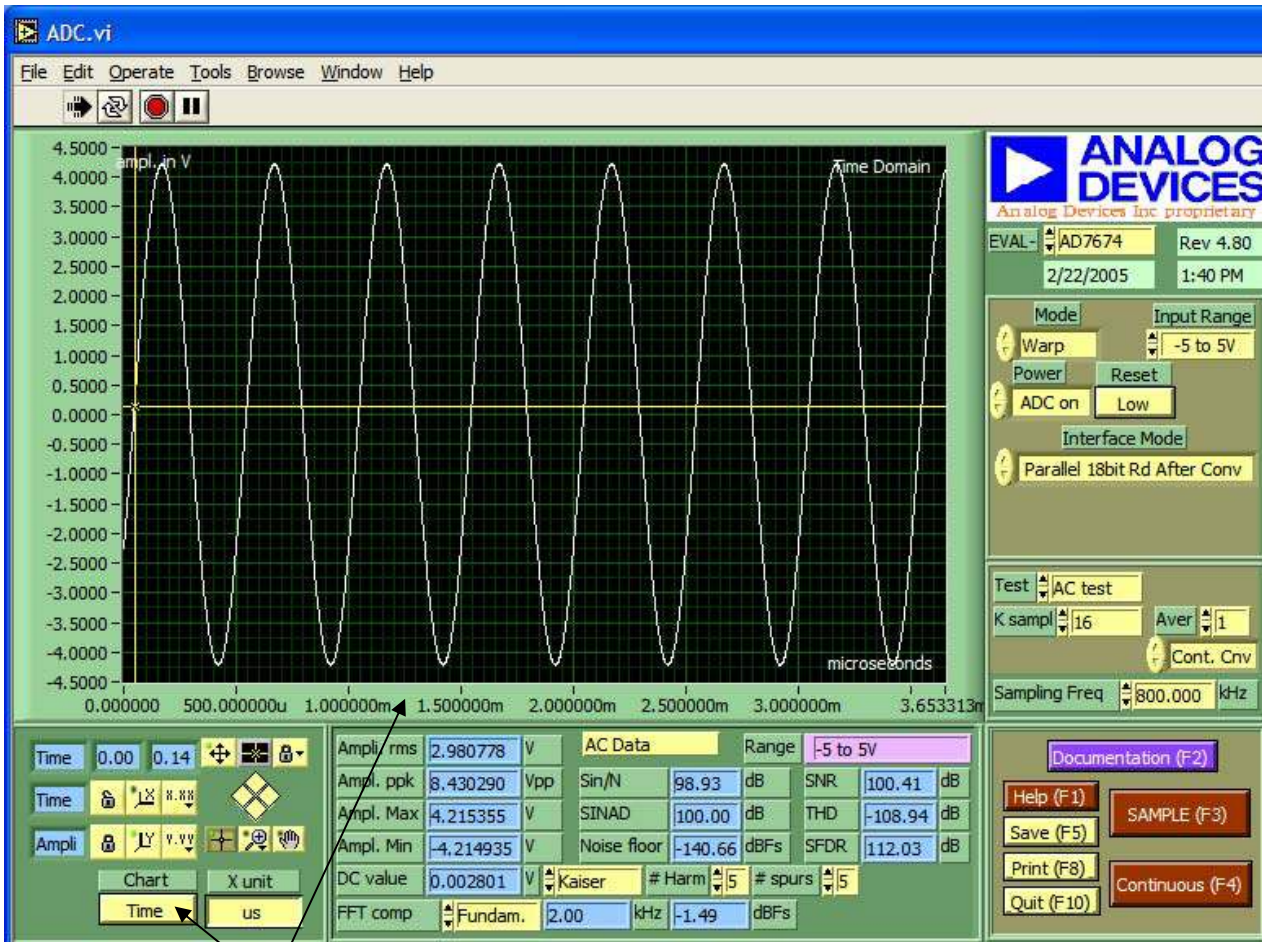 ADC.vi
File Edit Operate Tools Browse Window Help
ampl. in V
Time Domain
4.5000
4.0000
3.5000
3.0000
2.5000
2.0000
1.5000
1.0000
0.5000
0.0000
-0.5000
-1.0000
-1.5000
-2.0000
-2.5000
-3.0000
-3.5000
-4.0000
-4.5000
microseconds
0.000000 500.000000u 1.000000m 1.500000m 2.000000m 2.500000m 3.000000m 3.653313m
ANALOG
DEVICES
Analog Devices Inc proprietary
EVAL- AD7674 Rev 4.80
2/22/2005 1:40 PM
Mode Input Range
Warp -5 to 5V
Power Reset
ADC on Low
Interface Mode
Parallel 18bit Rd After Conv
Test AC test
K sampl 16 Aver 1
Cont. Cnv
Sampling Freq 800.000 kHz
Time 0.00 0.14
Time X X.XX
Ampli Y Y.YY
Chart X unit
Time us
Ampli. rms 2.980778 V AC Data Range -5 to 5V
Ampl. ppk 8.430290 Vpp Sin/N 98.93 dB SNR 100.41 dB
Ampl. Max 4.215355 V SINAD 100.00 dB THD -108.94 dB
Ampl. Min -4.214935 V Noise floor -140.66 dBFs SFDR 112.03 dB
DC value 0.002801 V Kaiser # Harm 5 # spurs 5
FFT comp Fundam. 2.00 kHz -1.49 dBFs
Documentation (F2)
Help (F1)
SAMPLE (F3)
Save (F5)
Print (F8)
Continuous (F4)
Quit (F10)